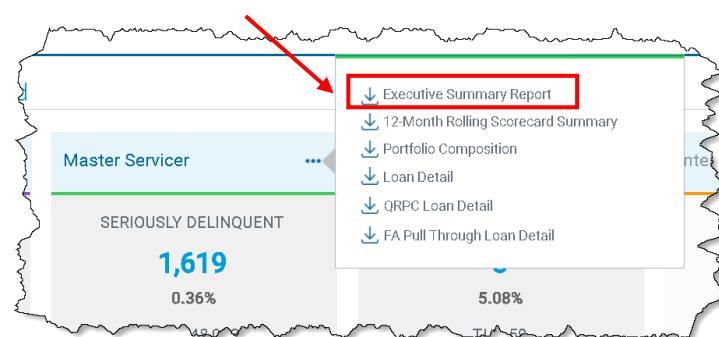 Executive Summary Report
12-Month Rolling Scorecard Summary
Portfolio Composition
Loan Detail
QRPC Loan Detail
FA Pull Through Loan Detail
Master Servicer
SERIOUSLY DELINQUENT
1,619
0.36%
5.08%